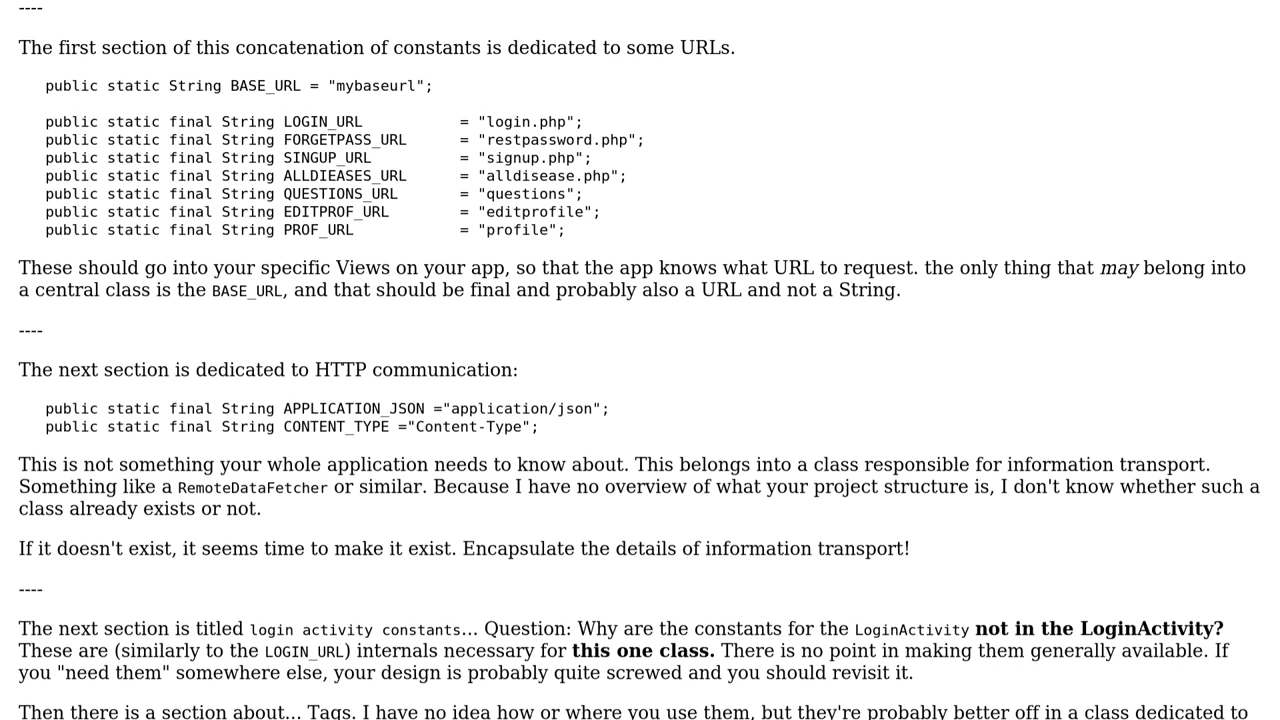 ----
The first section of this concatenation of constants is dedicated to some URLs.
public static String BASE_URL = "mybaseurl";
public static final String LOGIN_URL           = "login.php";
public static final String FORGETPASS_URL      = "restpassword.php";
public static final String SINGUP_URL          = "signup.php";
public static final String ALLDIEASES_URL      = "alldisease.php";
public static final String QUESTIONS_URL       = "questions";
public static final String EDITPROF_URL        = "editprofile";
public static final String PROF_URL            = "profile";
These should go into your specific Views on your app, so that the app knows what URL to request. the only thing that may belong into
a central class is the BASE_URL, and that should be final and probably also a URL and not a String.
----
The next section is dedicated to HTTP communication:
public static final String APPLICATION_JSON ="application/json";
public static final String CONTENT_TYPE ="Content-Type";
This is not something your whole application needs to know about. This belongs into a class responsible for information transport.
Something like a RemoteDataFetcher or similar. Because I have no overview of what your project structure is, I don't know whether such a
class already exists or not.
If it doesn't exist, it seems time to make it exist. Encapsulate the details of information transport!
----
The next section is titled login activity constants... Question: Why are the constants for the LoginActivity not in the LoginActivity?
These are (similarly to the LOGIN_URL) internals necessary for this one class. There is no point in making them generally available. If
you "need them" somewhere else, your design is probably quite screwed and you should revisit it.
Then there is a section about... Tags. I have no idea how or where you use them, but they're probably better off in a class dedicated to